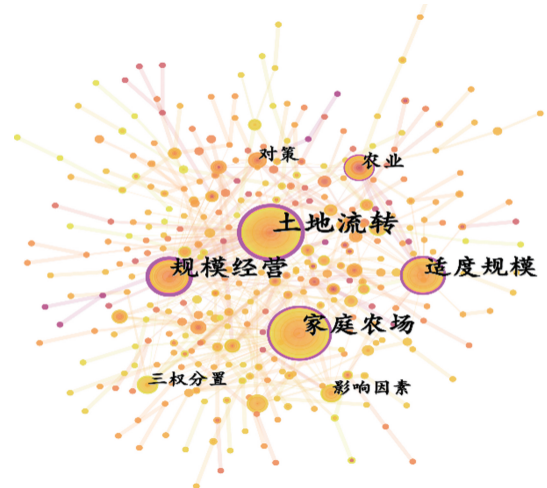 对策
农业
土地流转
规模经营
适度规模
家庭农场
三权分置
影响因素